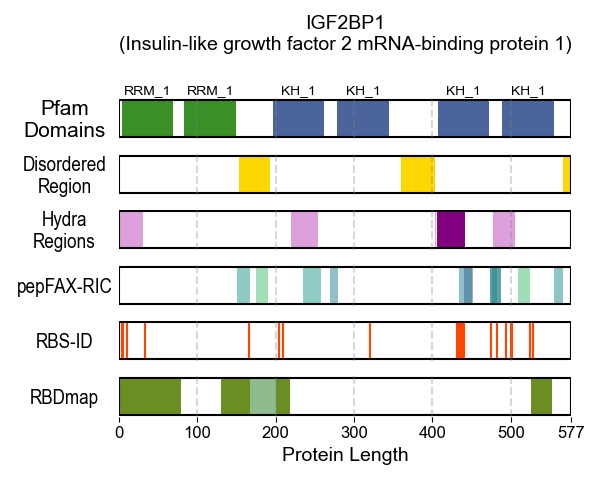 IGF2BP1
(Insulin-like growth factor 2 mRNA-binding protein 1)
RRM_1 RRM_1 KH_1 KH_1 KH_1 KH_1
Pfam
Domains
Disordered
Region
Hydra
Regions
pepFAX-RIC
RBS-ID
RBDmap
0 100 200 300 400 500 577
Protein Length